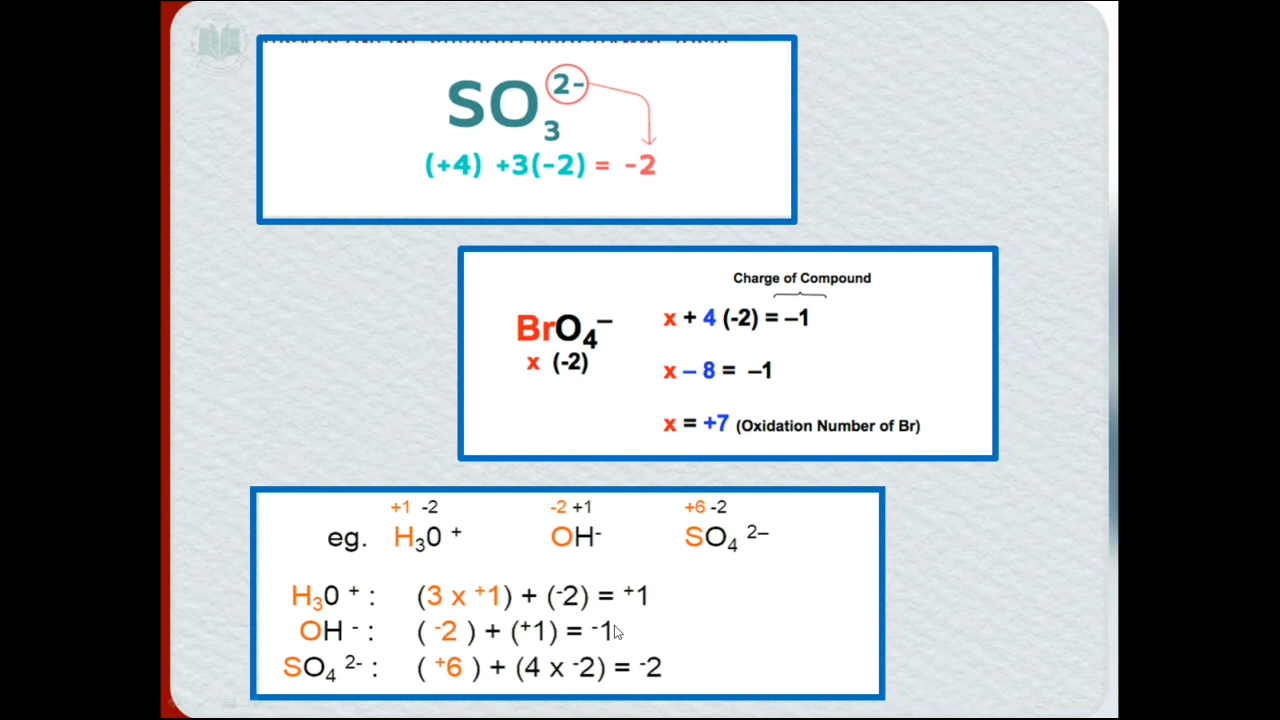 SO₃²⁻
(+4) +3(-2) = -2
Charge of Compound
BrO₄⁻
x (-2)
x + 4 (-2) = –1
x – 8 = –1
x = +7 (Oxidation Number of Br)
+1 -2 -2 +1 +6 -2
eg. H₃0 ⁺ OH⁻ SO₄ ²⁻
H₃0 ⁺ : (3 x ⁺1) + (⁻2) = ⁺1
OH ⁻ : ( ⁻2 ) + (⁺1) = ⁻1
SO₄ ²⁻ : ( ⁺6 ) + (4 x ⁻2) = ⁻2